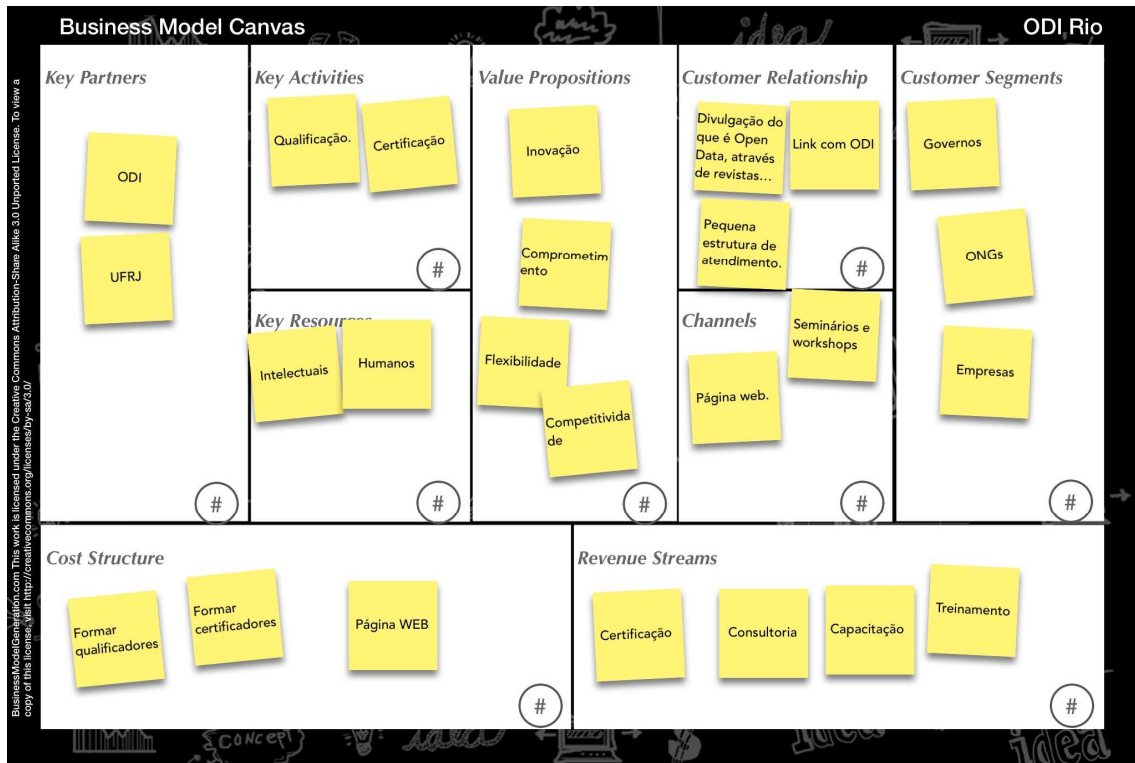 Business Model Canvas
ODI Rio
Key Partners
ODI
UFRJ
#
Key Activities
Qualificação.
Certificação
#
Key Resources
Intelectuais
Humanos
#
Value Propositions
Inovação
Comprometim
ento
Flexibilidade
Competitivida
de
#
Customer Relationship
Divulgação do
que é Open
Data, através
de revistas...
Link com ODI
Pequena
estrutura de
atendimento.
#
Channels
Seminários e
workshops
Página web.
#
Customer Segments
Governos
ONGs
Empresas
#
Cost Structure
Formar
qualificadores
Formar
certificadores
Página WEB
#
Revenue Streams
Certificação
Consultoria
Capacitação
Treinamento
#
BusinessModelGeneration.com This work is licensed under the Creative Commons Attribution-Share Alike 3.0 Unported License. To view a
copy of this license, visit http://creativecommons.org/licenses/by-sa/3.0/
idea
CONCEPT
idea
idea
idea